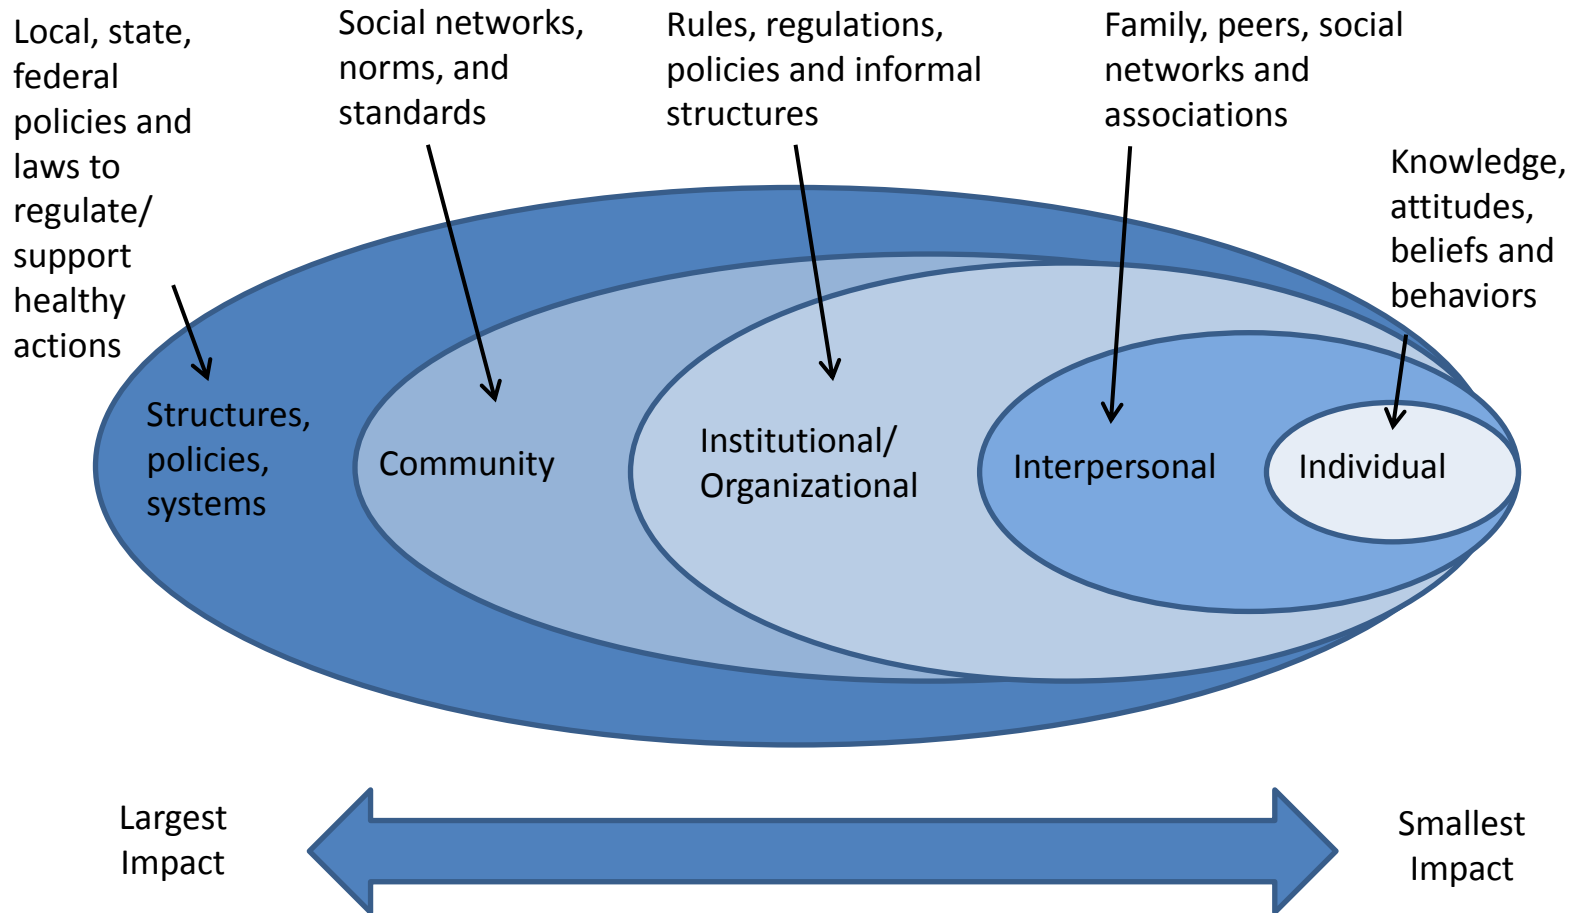 Local, state,
federal
policies and
laws to
regulate/
support
healthy
actions
Social networks,
norms, and
standards
Rules, regulations,
policies and informal
structures
Family, peers, social
networks and
associations
Knowledge,
attitudes,
beliefs and
behaviors
Structures,
policies,
systems
Community
Institutional/
Organizational
Interpersonal
Individual
Largest
Impact
Smallest
Impact